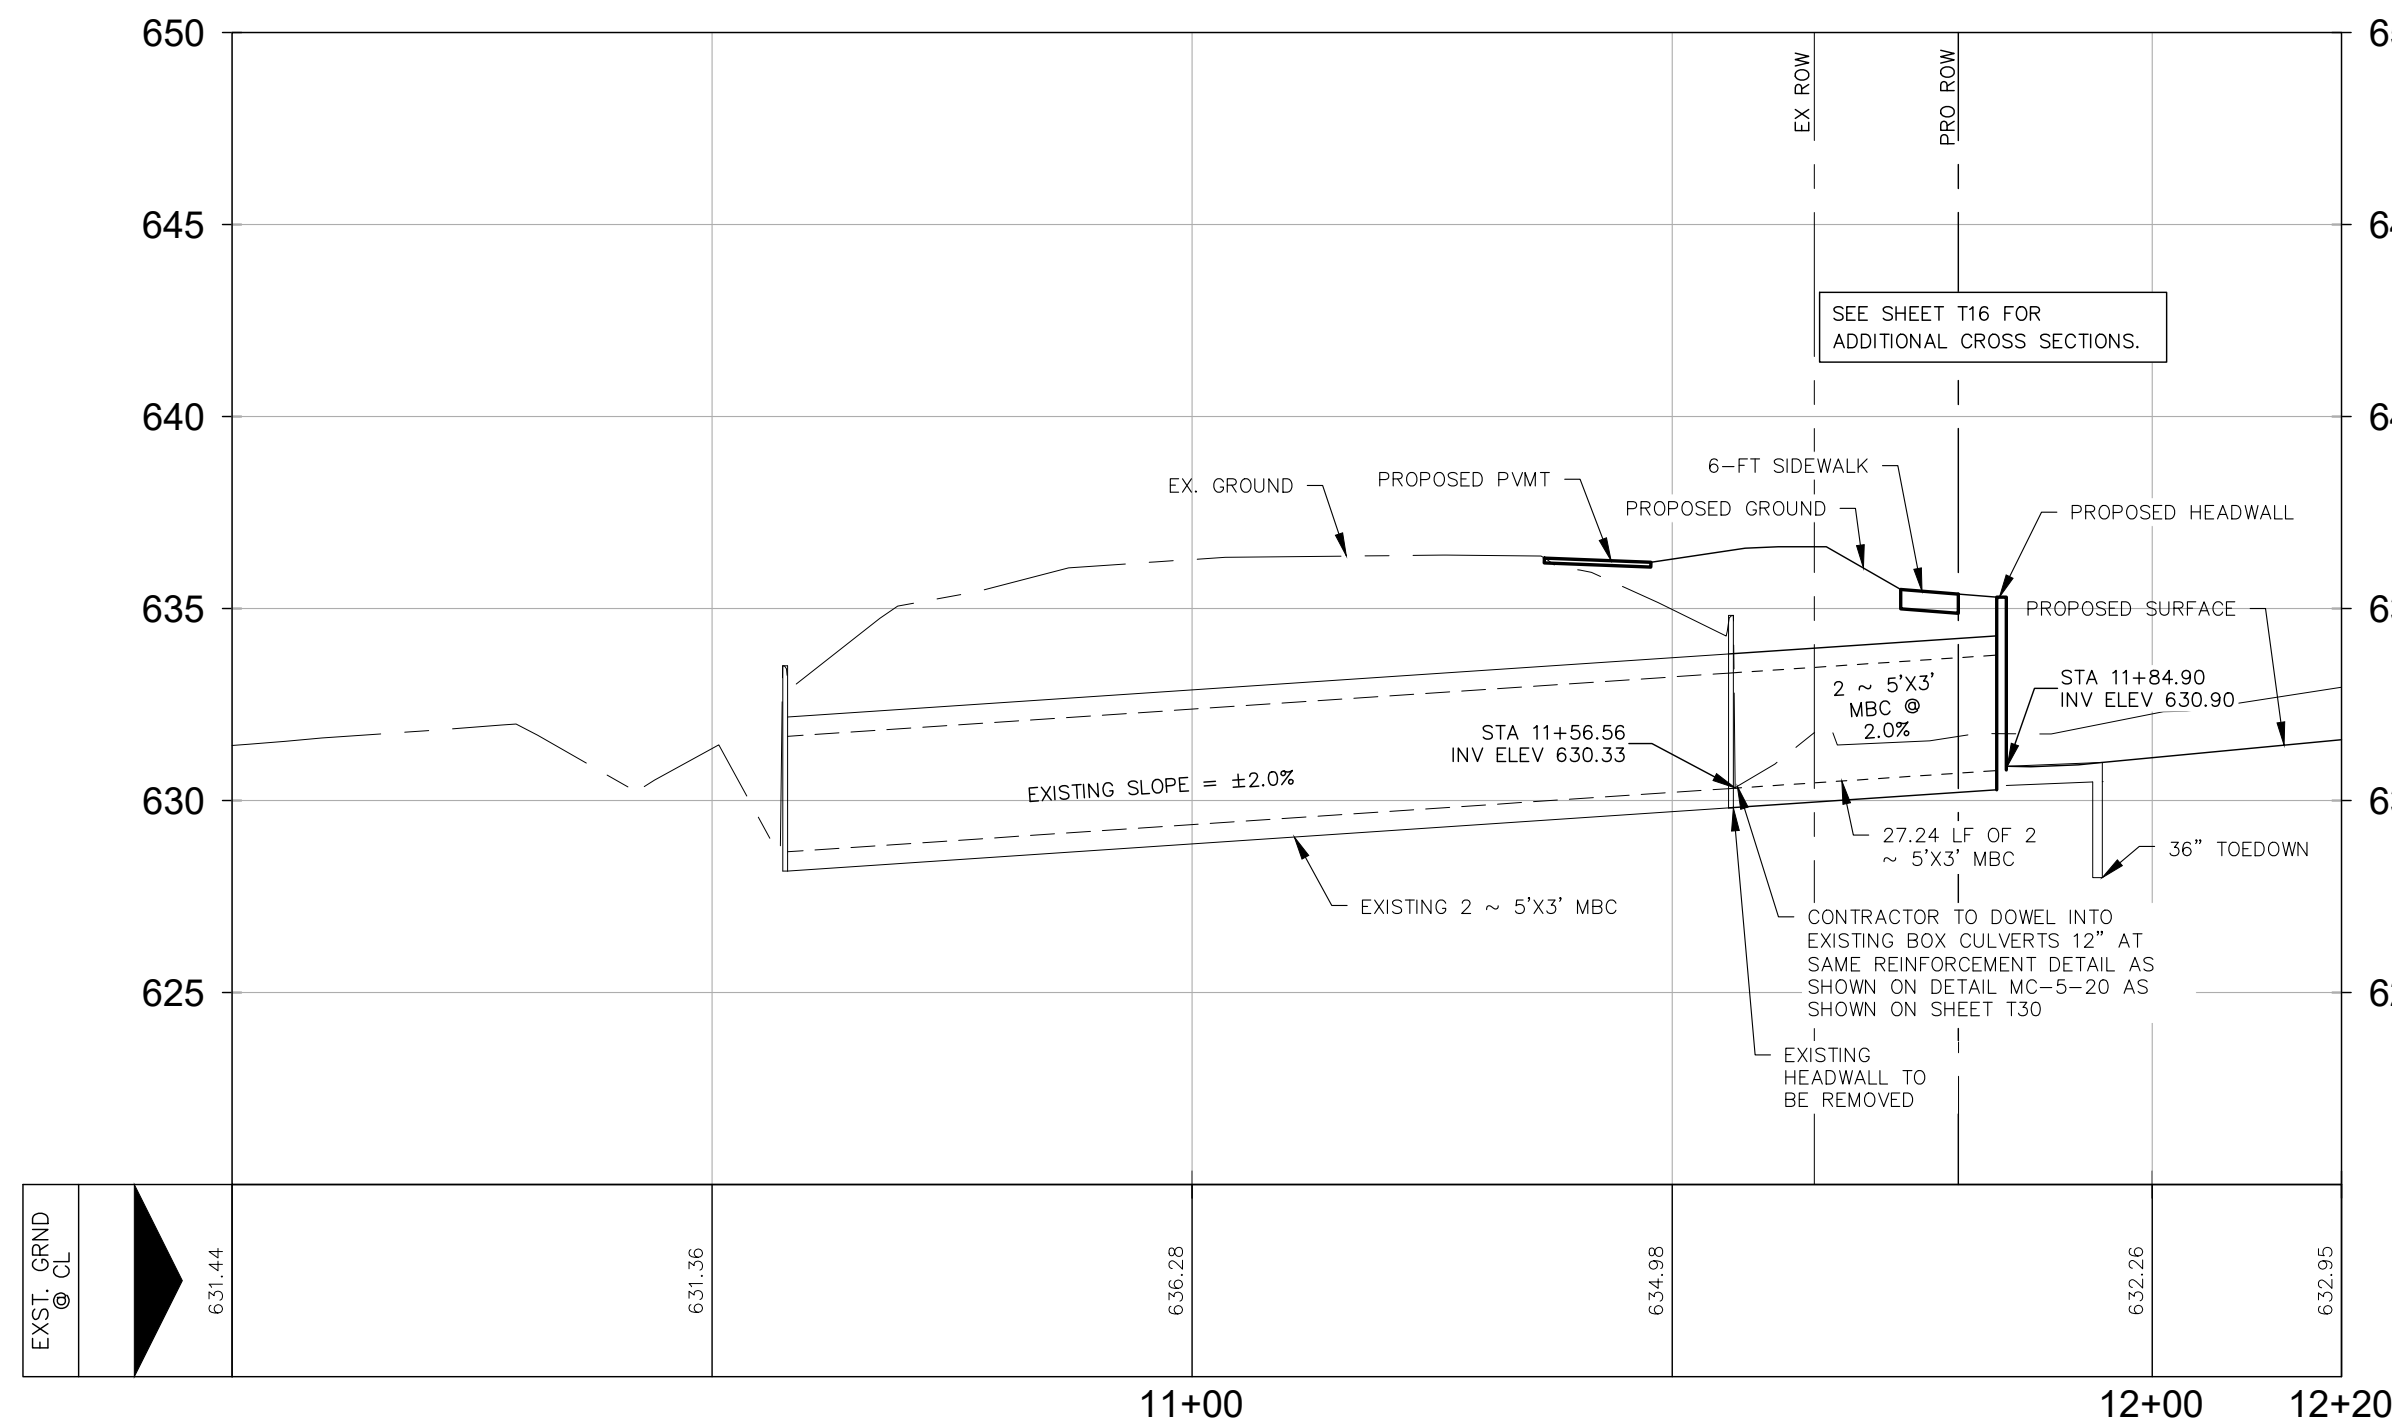 650
EX ROW
PRO ROW
645
SEE SHEET T16 FOR
ADDITIONAL CROSS SECTIONS.
640
EX. GROUND
PROPOSED PVMT
6-FT SIDEWALK
PROPOSED GROUND
PROPOSED HEADWALL
635
PROPOSED SURFACE
STA 11+84.90
INV ELEV 630.90
2 ~ 5'X3'
MBC @
2.0%
STA 11+56.56
INV ELEV 630.33
EXISTING SLOPE = ±2.0%
630
27.24 LF OF 2
~ 5'X3' MBC
36" TOEDOWN
EXISTING 2 ~ 5'X3' MBC
CONTRACTOR TO DOWEL INTO
EXISTING BOX CULVERTS 12" AT
SAME REINFORCEMENT DETAIL AS
SHOWN ON DETAIL MC-5-20 AS
SHOWN ON SHEET T30
625
EXISTING
HEADWALL TO
BE REMOVED
EXST. GRND
@ CL
631.44
631.36
636.28
634.98
632.26
632.95
11+00
12+00
12+20